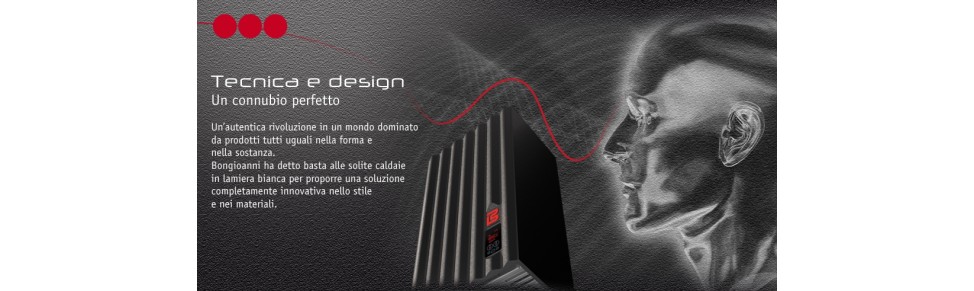 Tecnica e design
Un connubio perfetto
Un'autentica rivoluzione in un mondo dominato
da prodotti tutti uguali nella forma e
nella sostanza.
Bongioanni ha detto basta alle solite caldaie
in lamiera bianca per proporre una soluzione
completamente innovativa nello stile
e nei materiali.